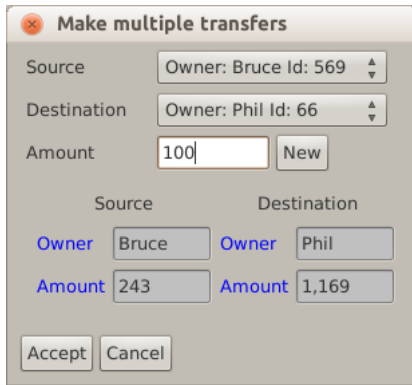 Make multiple transfers
Source Owner: Bruce Id: 569
Destination Owner: Phil Id: 66
Amount 100 New
Source Destination
Owner Bruce Owner Phil
Amount 243 Amount 1,169
Accept Cancel